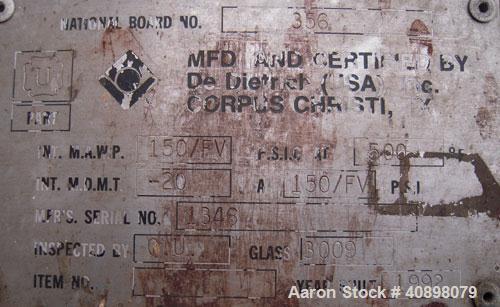 NATIONAL BOARD NO. 356
U
PART
MFD. AND CERTIFIED BY
De Dietrich (USA) Inc.
CORPUS CHRISTI, TX
INT. M.A.W.P. 150/FV P.S.I.G AT 500 °F
INT. M.D.M.T. -20 A 150/FV P.S.I
MFR'S. SERIAL NO. 1346
INSPECTED BY GLASS 3009
ITEM NO. YEAR BUILT 1992
Aaron Stock # 40898079